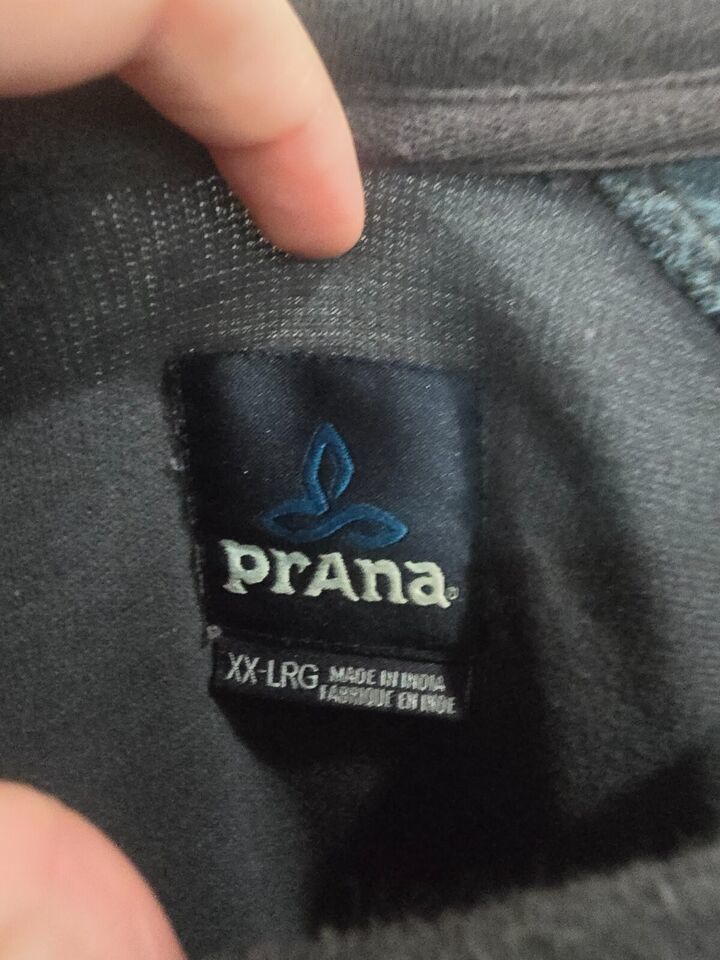 prAna®
XX-LRG MADE IN INDIA
FABRIQUE EN INDE